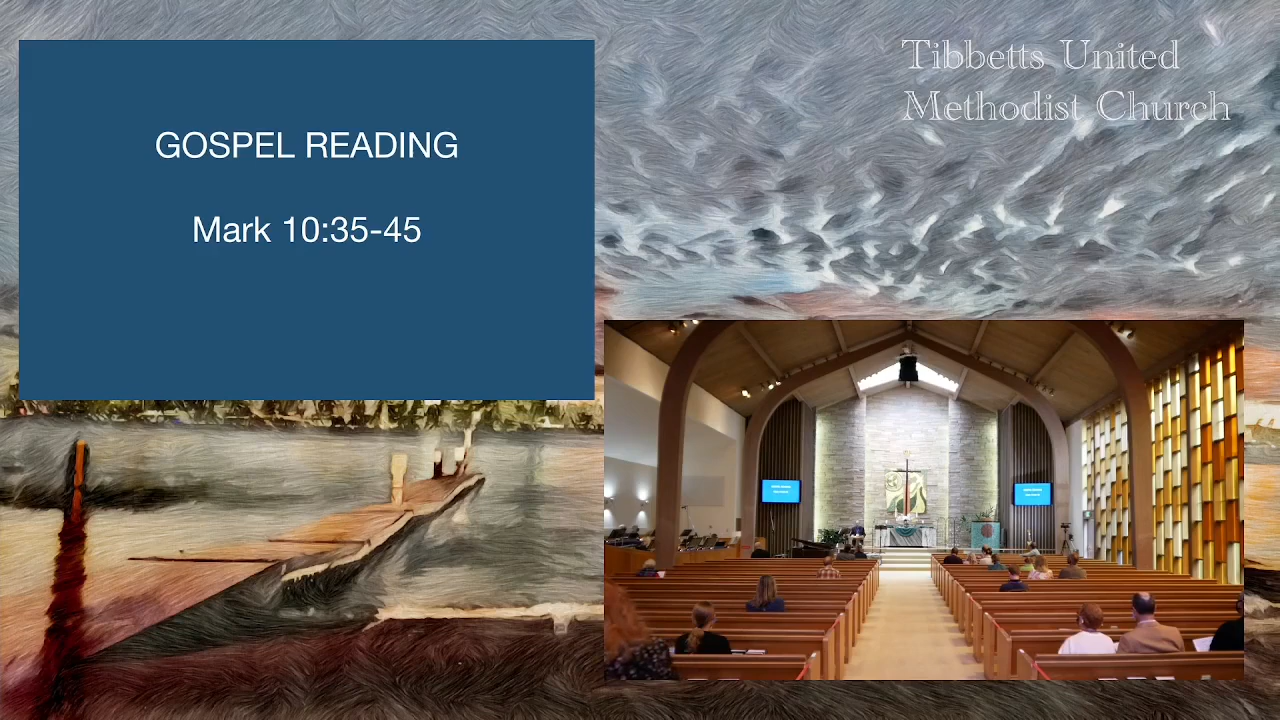 GOSPEL READING
Mark 10:35-45
Tibbetts United
Methodist Church